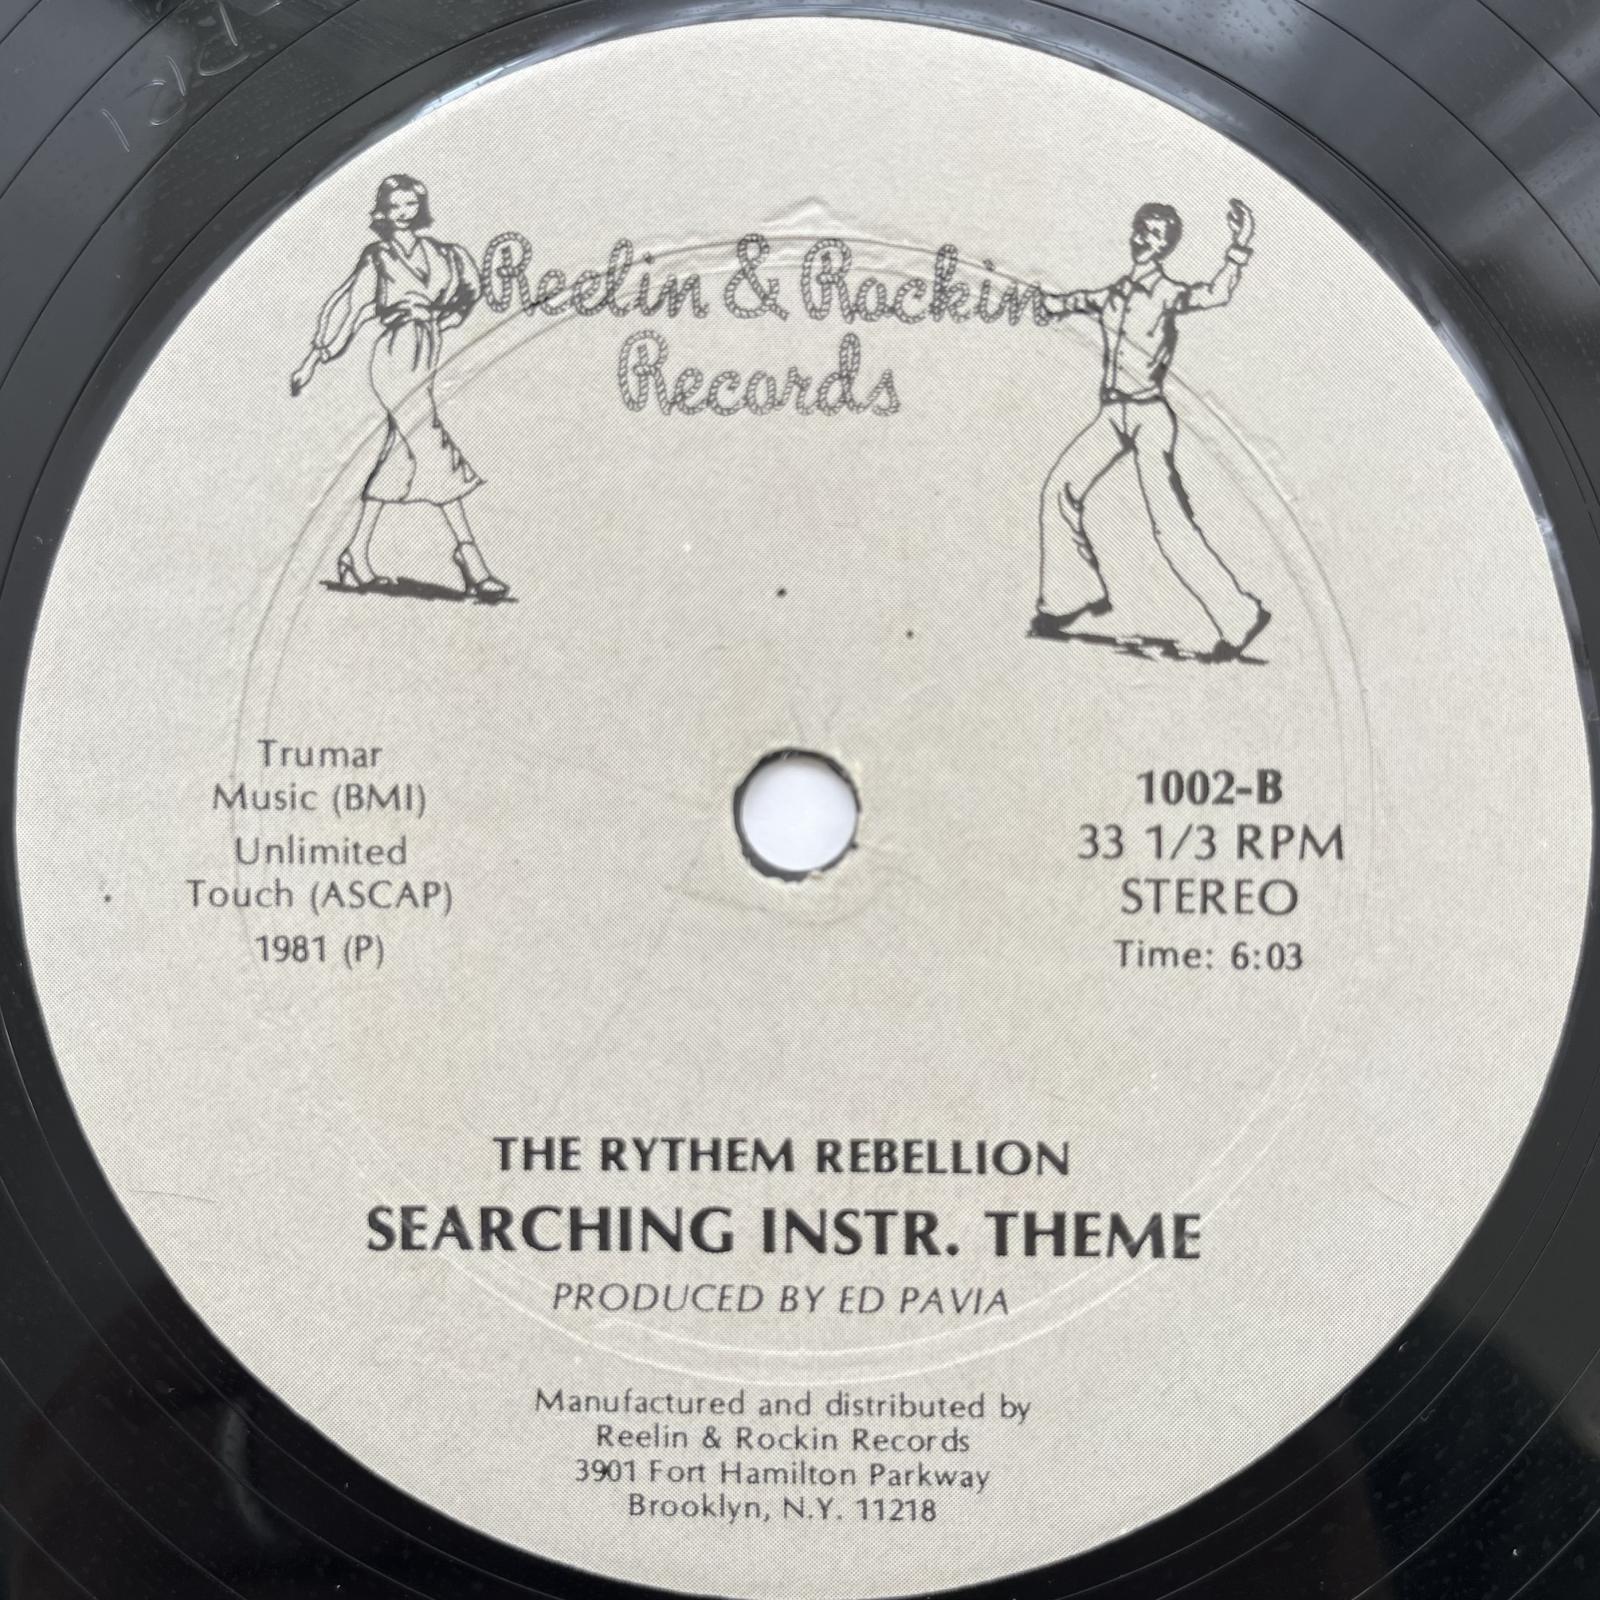 Reelin & Rockin
Records
Trumar
Music (BMI)
Unlimited
Touch (ASCAP)
1981 (P)
1002-B
33 1/3 RPM
STEREO
Time: 6:03
THE RYTHEM REBELLION
SEARCHING INSTR. THEME
PRODUCED BY ED PAVIA
Manufactured and distributed by
Reelin & Rockin Records
3901 Fort Hamilton Parkway
Brooklyn, N.Y. 11218